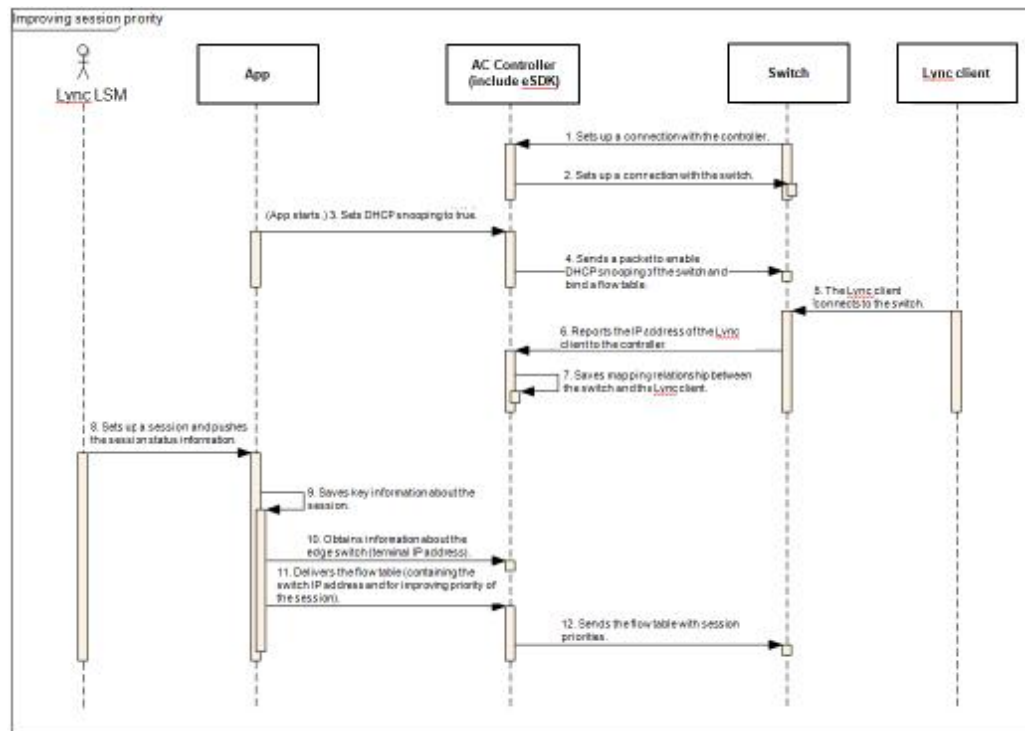 Improving session priority
Lync LSM
App
AC Controller
(include eSDK)
Switch
Lync client
1. Sets up a connection with the controller.
2. Sets up a connection with the switch.
(App starts.) 3. Sets DHCP snooping to true.
4. Sends a packet to enable
DHCP snooping of the switch and
bind a flow table.
5. The Lync client
connects to the switch.
6. Reports the IP address of the Lync
client to the controller.
7. Saves mapping relationship between
the switch and the Lync client.
8. Sets up a session and pushes
the session status information.
9. Saves key information about the
session.
10. Obtains information about the
edge switch (terminal IP address).
11. Delivers the flow table (containing the
switch IP address and for improving priority of
the session).
12. Sends the flow table with session
priorities.